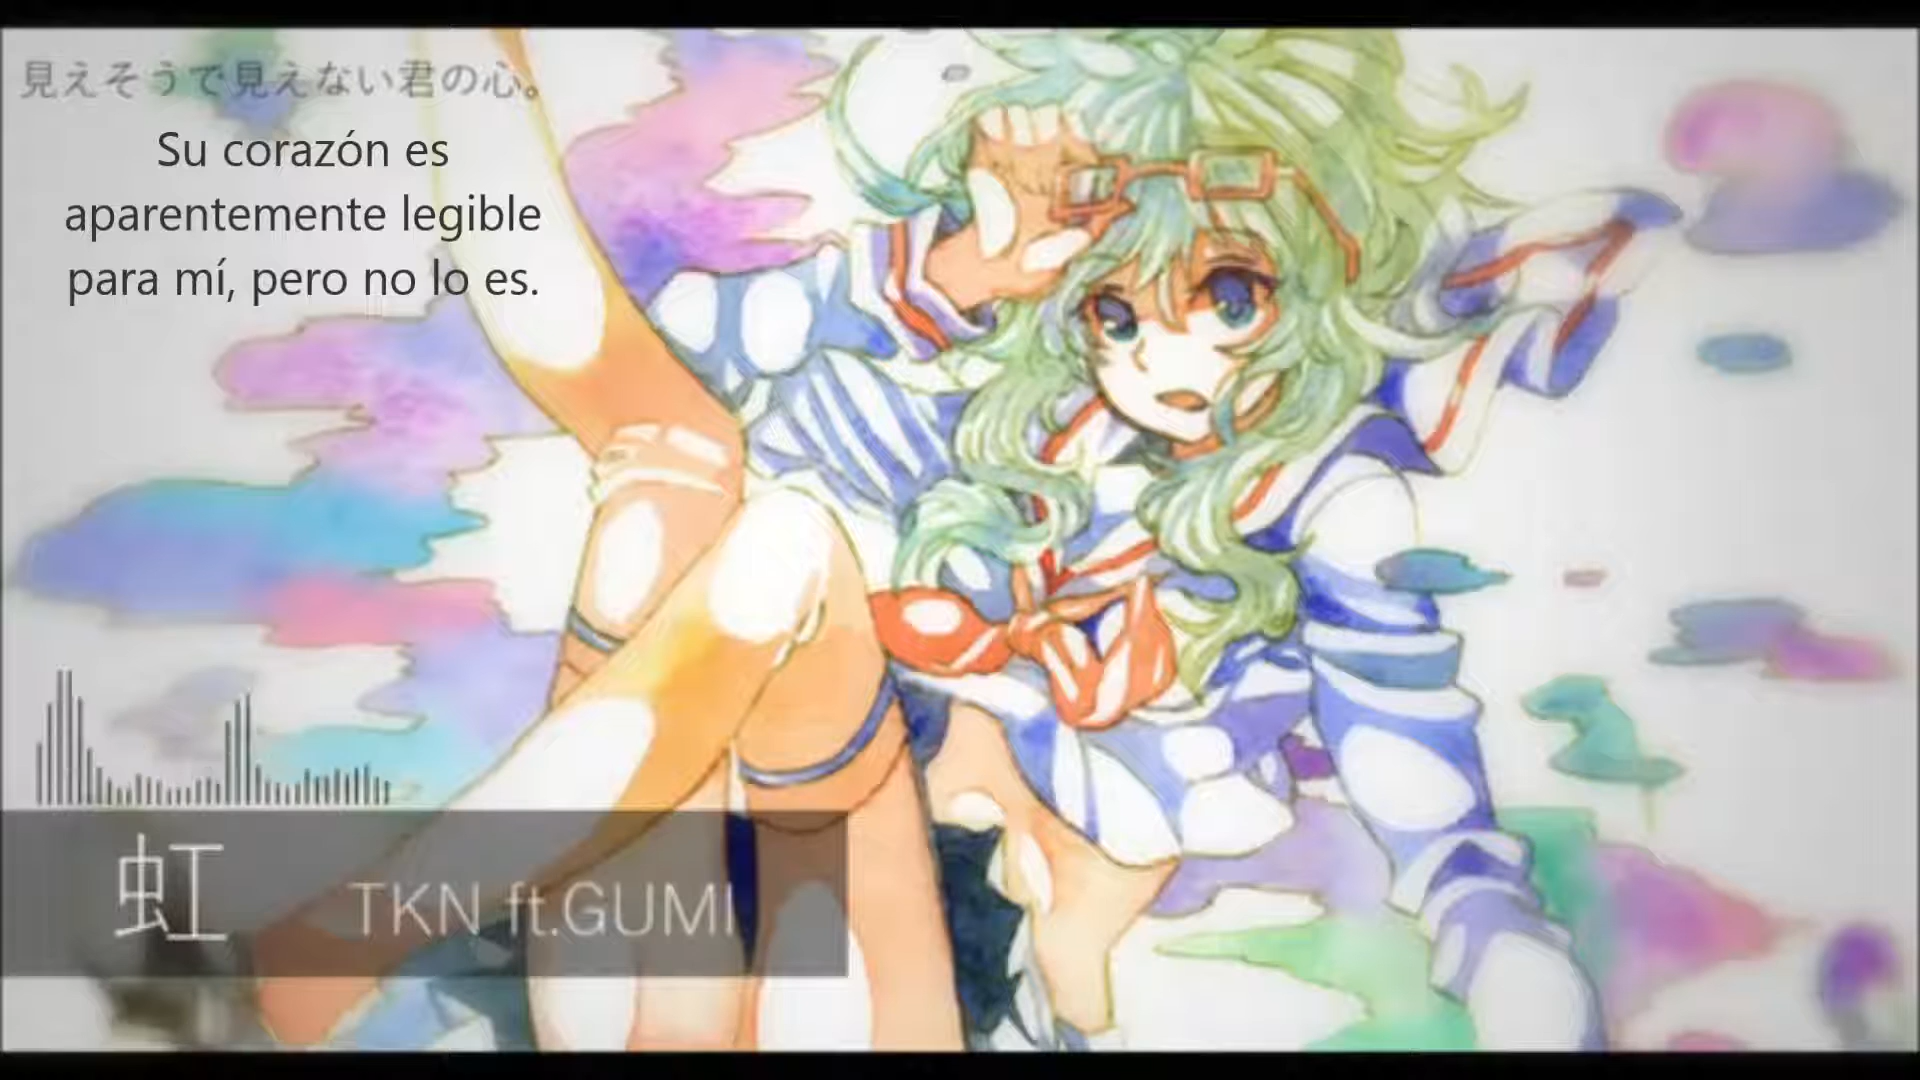 見えそうで見えない君の心。
Su corazón es
aparentemente legible
para mí, pero no lo es.
虹
TKN ft.GUMI